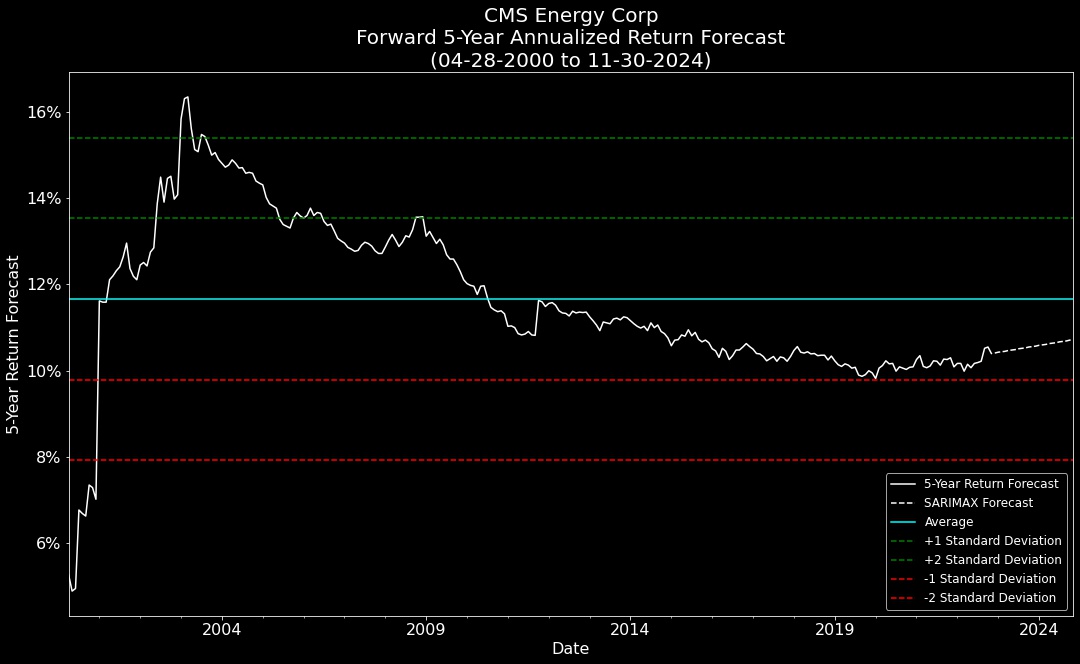 CMS Energy Corp
Forward 5-Year Annualized Return Forecast
(04-28-2000 to 11-30-2024)
5-Year Return Forecast
16%
14%
12%
10%
8%
6%
5-Year Return Forecast
SARIMAX Forecast
Average
+1 Standard Deviation
+2 Standard Deviation
-1 Standard Deviation
-2 Standard Deviation
2004
2009
2014
2019
2024
Date